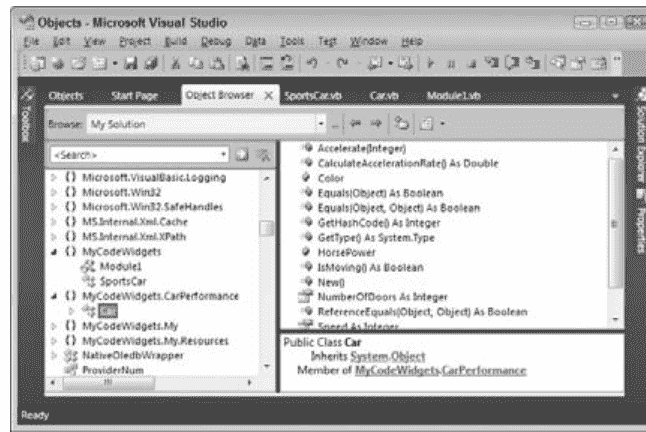 Objects - Microsoft Visual Studio
File Edit View Project Build Debug Data Tools Test Window Help
Toolbox
Objects Start Page Object Browser SportsCar.vb Car.vb Module1.vb
Solution Explorer
Properties
Browse: My Solution
<Search>
{} Microsoft.VisualBasic.Logging
{} Microsoft.Win32
{} Microsoft.Win32.SafeHandles
{} MS.Internal.Xml.Cache
{} MS.Internal.Xml.XPath
{} MyCodeWidgets
Module1
SportsCar
{} MyCodeWidgets.CarPerformance
Car
{} MyCodeWidgets.My
{} MyCodeWidgets.My.Resources
NativeOledbWrapper
ProviderNum
Accelerate(Integer)
CalculateAccelerationRate() As Double
Color
Equals(Object) As Boolean
Equals(Object, Object) As Boolean
GetHashCode() As Integer
GetType() As System.Type
HorsePower
IsMoving() As Boolean
New()
NumberOfDoors As Integer
ReferenceEquals(Object, Object) As Boolean
Speed As Integer
Public Class Car
Inherits System.Object
Member of MyCodeWidgets.CarPerformance
Ready